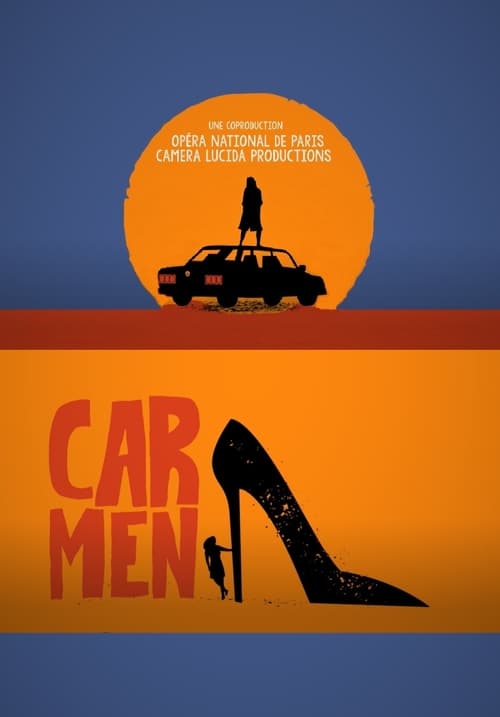 UNE COPRODUCTION
OPÉRA NATIONAL DE PARIS
CAMERA LUCIDA PRODUCTIONS
CAR
MEN